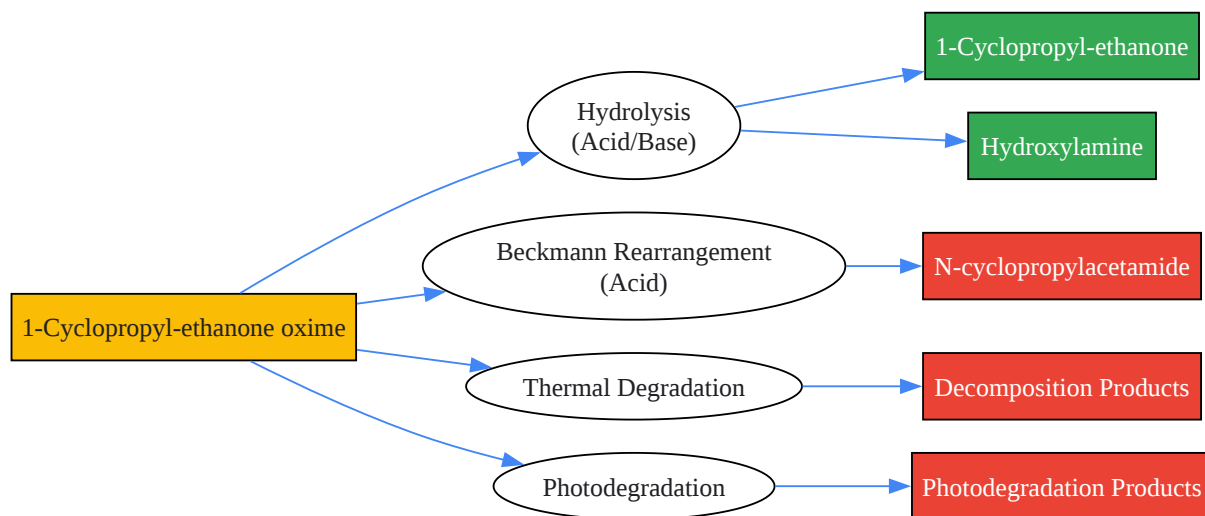 1-Cyclopropyl-ethanone oxime
Hydrolysis
(Acid/Base)
1-Cyclopropyl-ethanone
Hydroxylamine
Beckmann Rearrangement
(Acid)
N-cyclopropylacetamide
Thermal Degradation
Decomposition Products
Photodegradation
Photodegradation Products